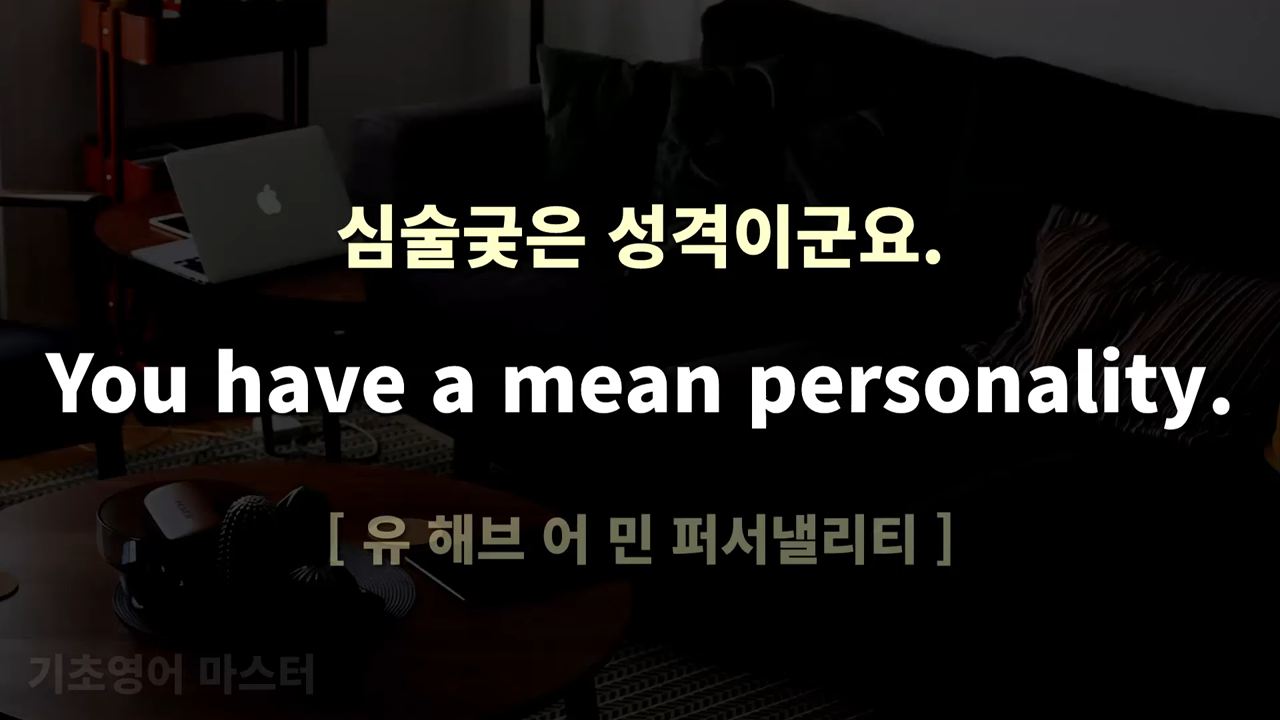 심술궂은 성격이군요.
You have a mean personality.
[ 유 해브 어 민 퍼서낼리티 ]
기초영어 마스터